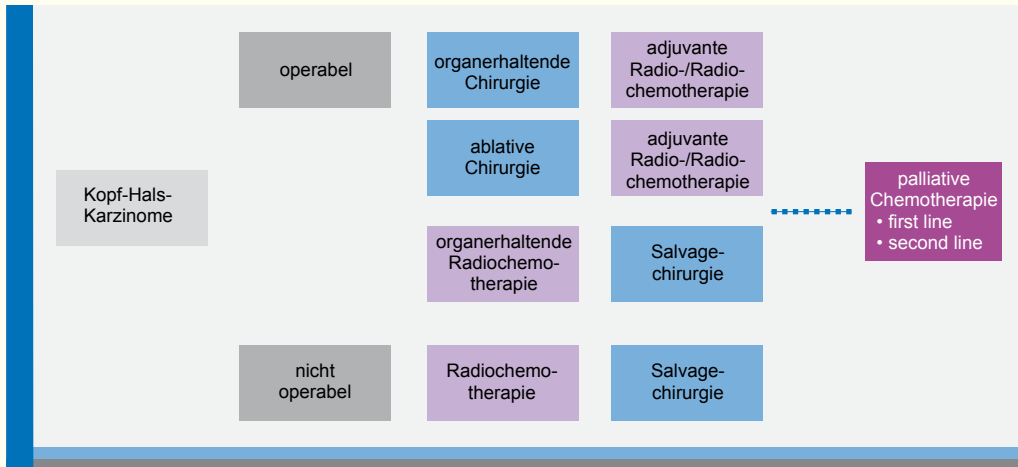 Kopf-Hals-
Karzinome
operabel
organerhaltende
Chirurgie
adjuvante
Radio-/Radio-
chemotherapie
ablative
Chirurgie
adjuvante
Radio-/Radio-
chemotherapie
organerhaltende
Radiochemo-
therapie
Salvage-
chirurgie
nicht
operabel
Radiochemo-
therapie
Salvage-
chirurgie
palliative
Chemotherapie
• first line
• second line